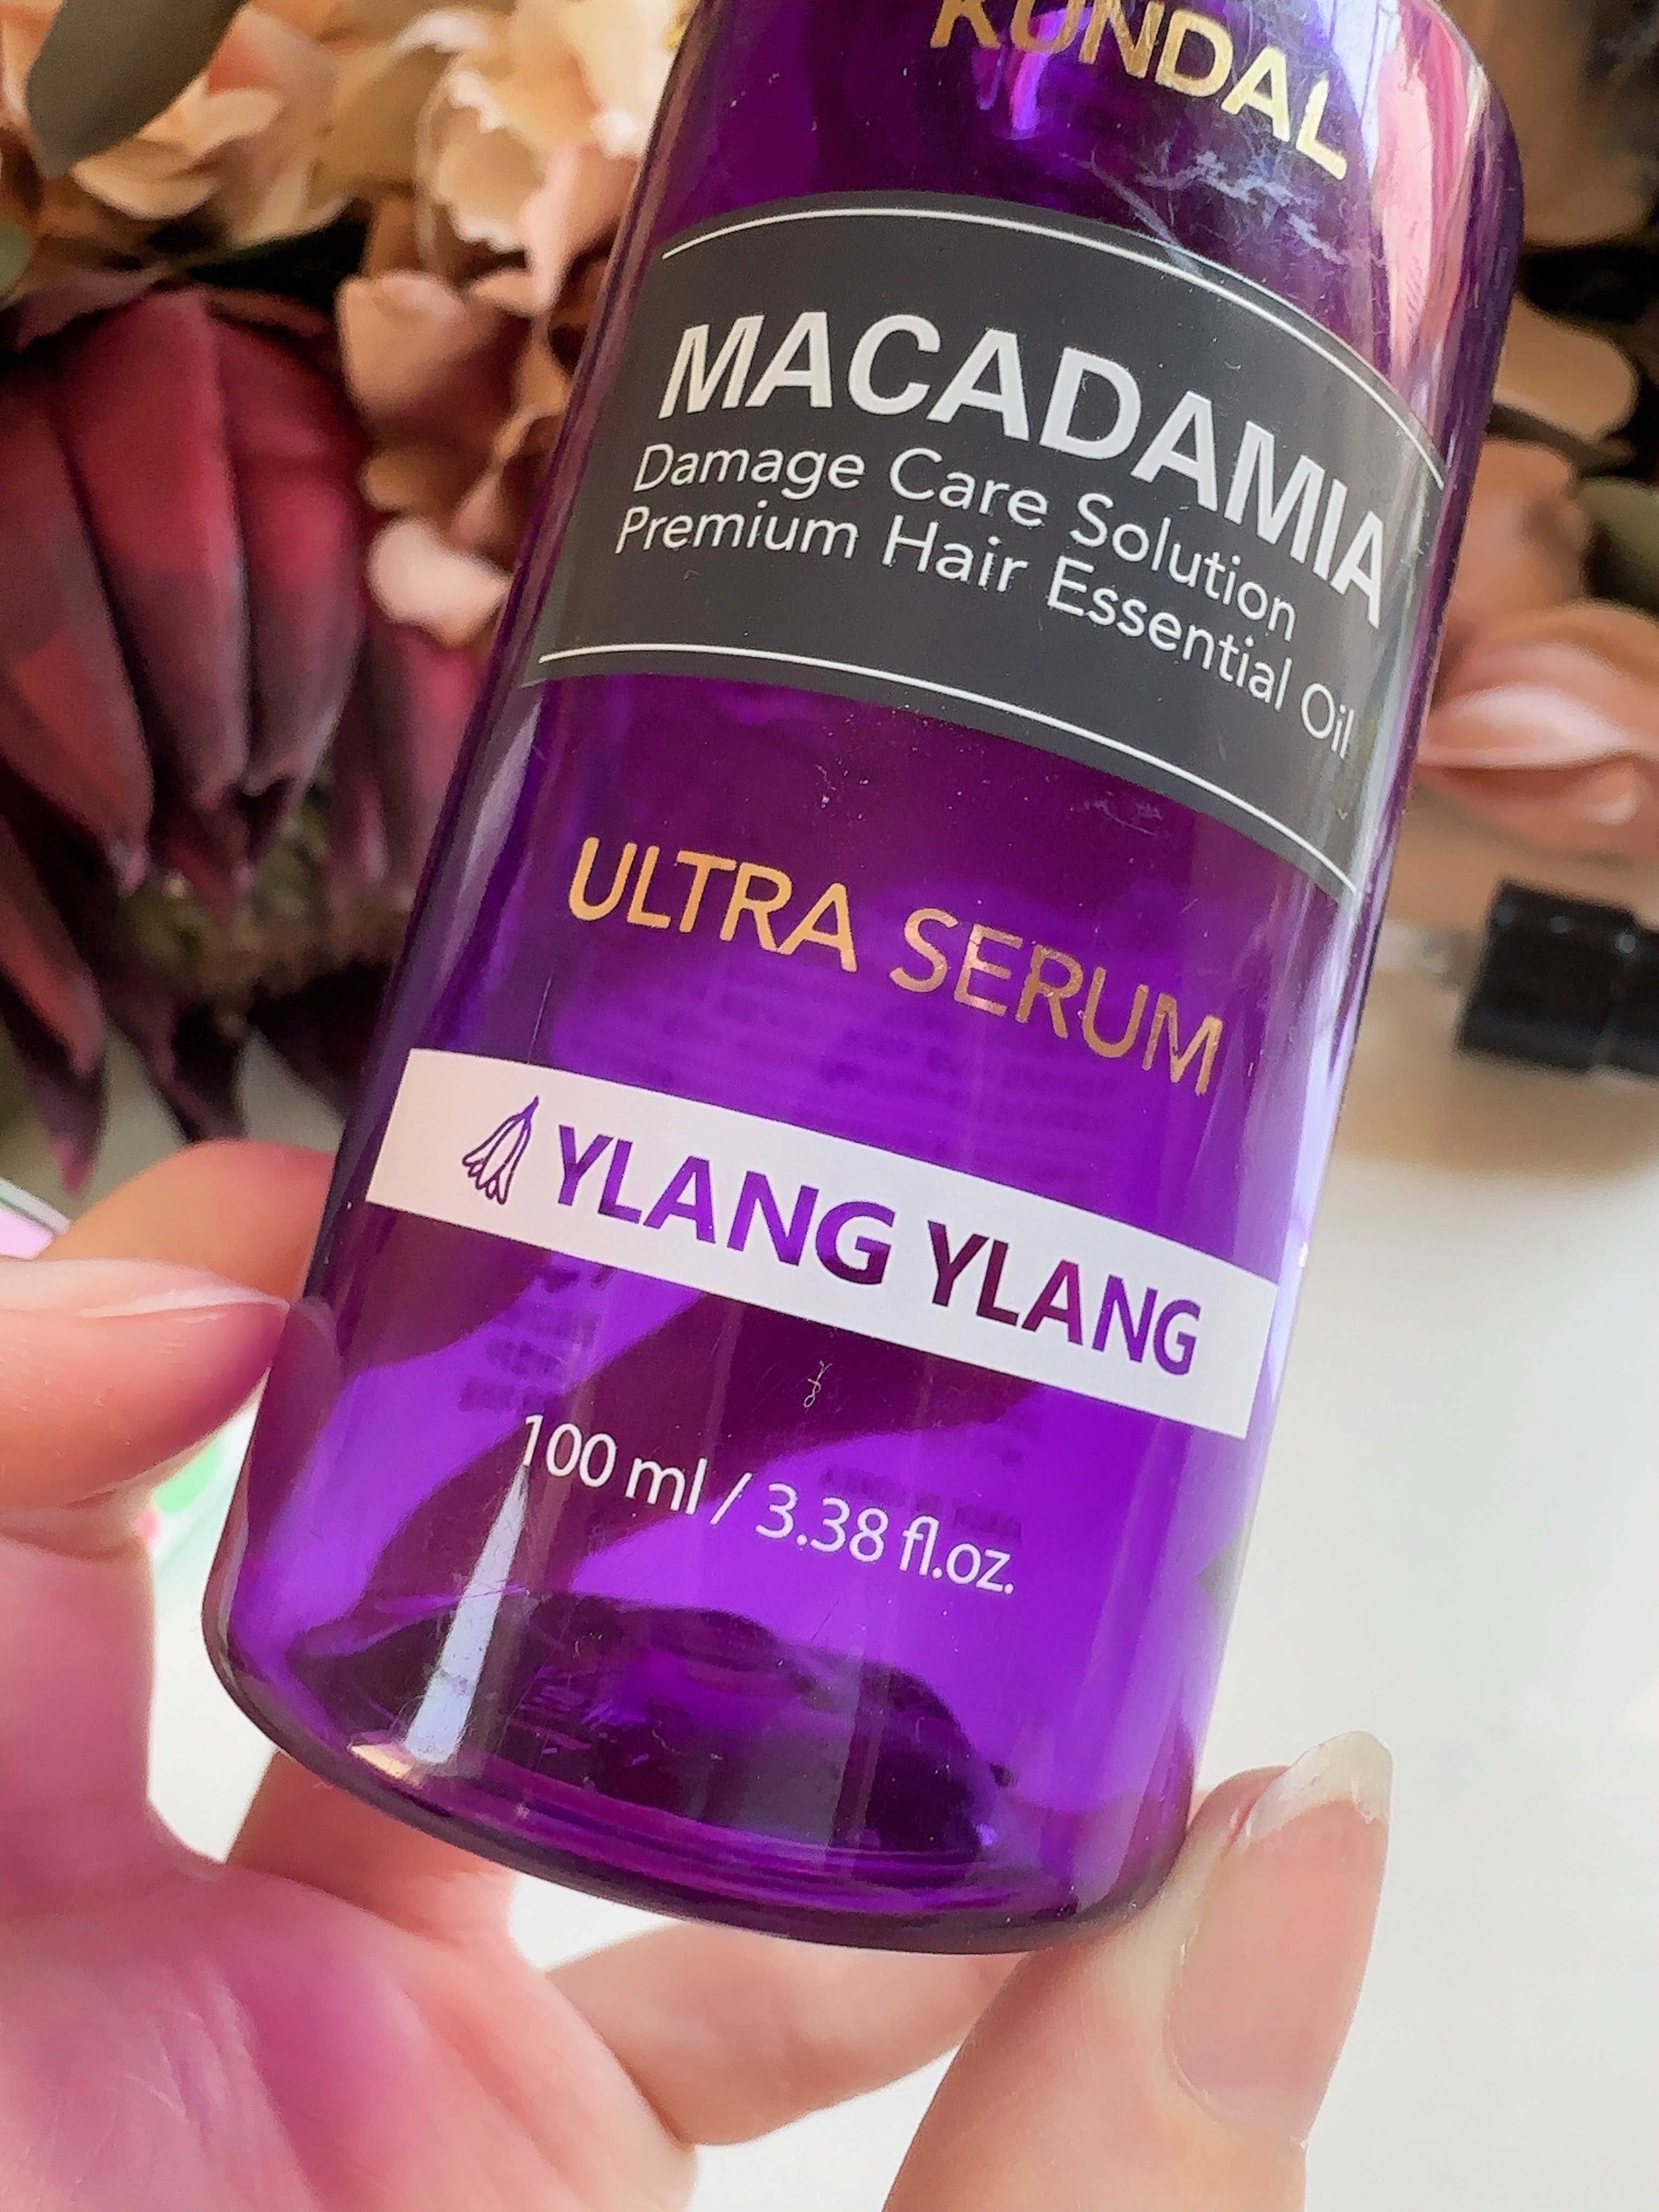 KUNDAL
MACADAMIA
Damage Care Solution
Premium Hair Essential Oil
ULTRA SERUM
YLANG YLANG
100 ml / 3.38 fl.oz.